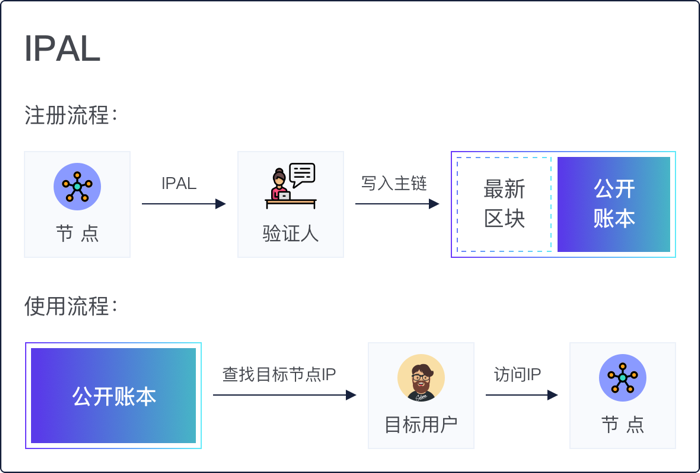 IPAL
注册流程：
IPAL
写入主链
最新
区块
公开
账本
节 点
验证人
使用流程：
公开账本
查找目标节点IP
访问IP
目标用户
节 点